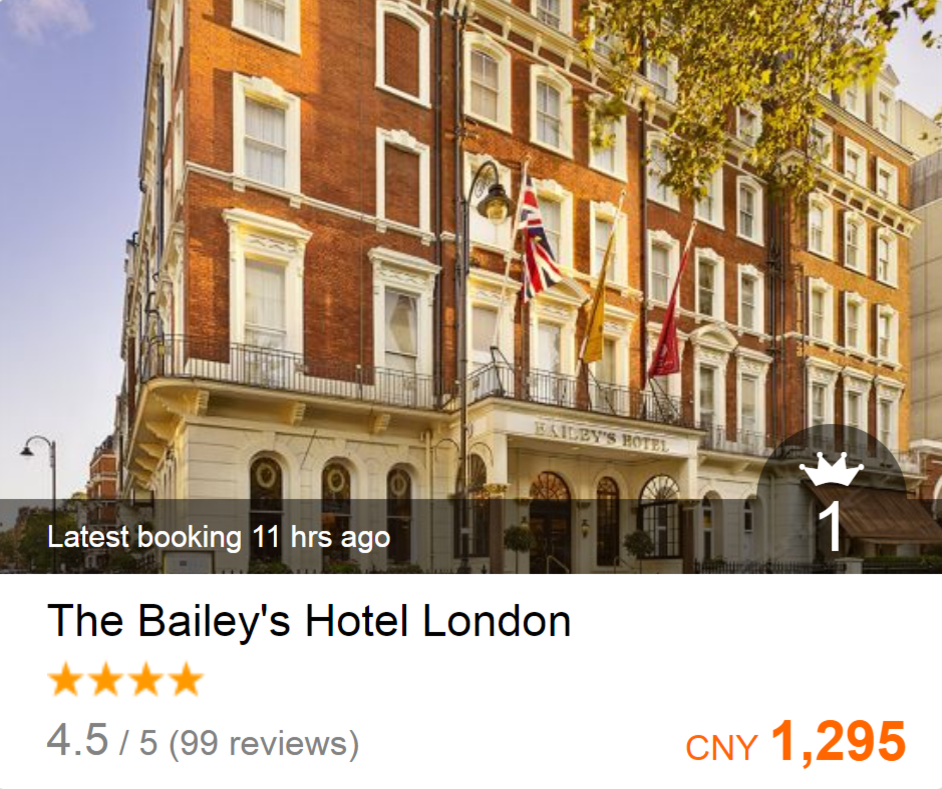 BAILEY'S HOTEL
Latest booking 11 hrs ago
1
The Bailey's Hotel London
4.5 / 5 (99 reviews)
CNY 1,295